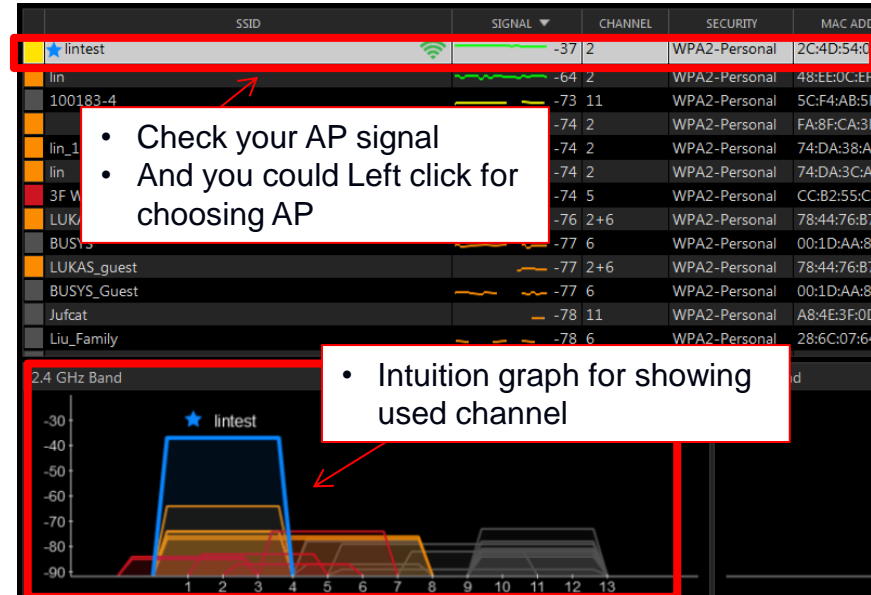 SSID SIGNAL ▼ CHANNEL SECURITY MAC ADD
lintest -37 2 WPA2-Personal 2C:4D:54:0
lin -64 2 WPA2-Personal 48:EE:0C:EF
100183-4 -73 11 WPA2-Personal 5C:F4:AB:5
-74 2 WPA2-Personal FA:8F:CA:3
lin_1 -74 2 WPA2-Personal 74:DA:38:A
lin -74 2 WPA2-Personal 74:DA:3C:A
3F W -74 5 WPA2-Personal CC:B2:55:C
LUKA -76 2+6 WPA2-Personal 78:44:76:B7
BUSYS -77 6 WPA2-Personal 00:1D:AA:8
LUKAS_guest -77 2+6 WPA2-Personal 78:44:76:B7
BUSYS_Guest -77 6 WPA2-Personal 00:1D:AA:8
Jufcat -78 11 WPA2-Personal A8:4E:3F:0D
Liu_Family -78 6 WPA2-Personal 28:6C:07:64
• Check your AP signal
• And you could Left click for
choosing AP
2.4 GHz Band
• Intuition graph for showing
used channel
lintest
-30
-40
-50
-60
-70
-80
-90
1 2 3 4 5 6 7 8 9 10 11 12 13